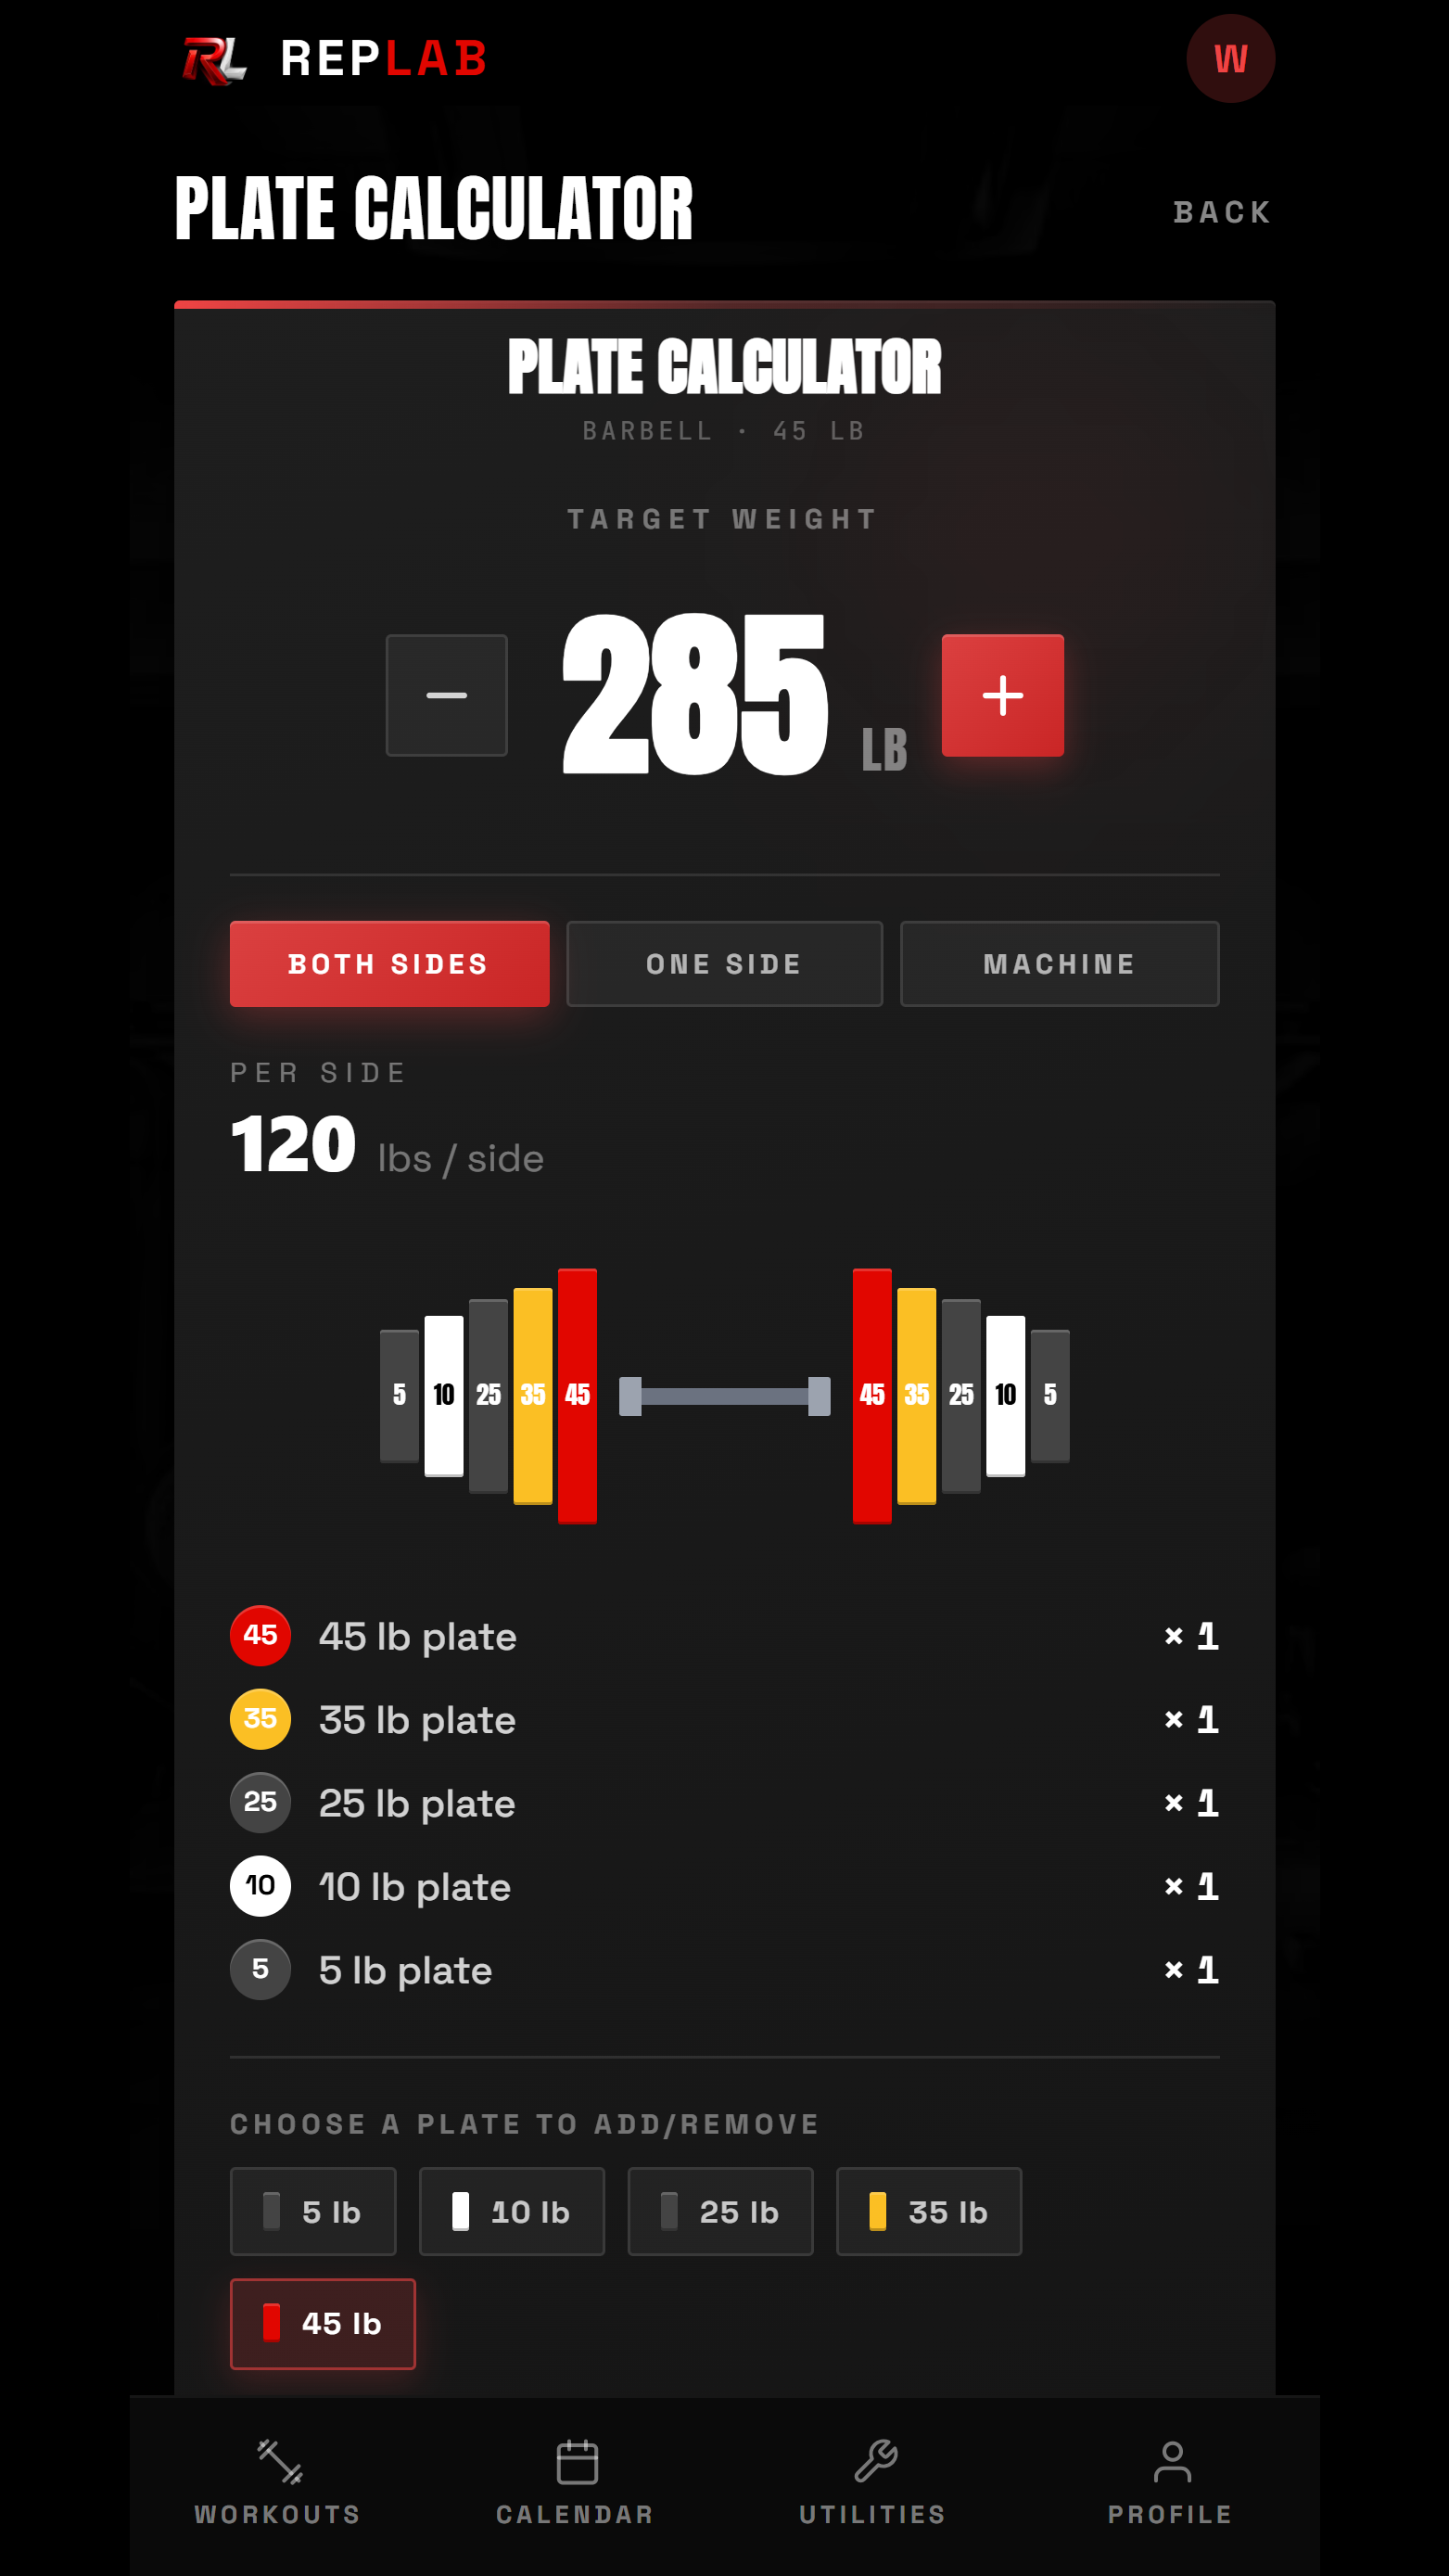 RL REPLAB W
PLATE CALCULATOR BACK
PLATE CALCULATOR
BARBELL · 45 LB
TARGET WEIGHT
− 285 LB +
BOTH SIDES ONE SIDE MACHINE
PER SIDE
120 lbs / side
5 10 25 35 45 45 35 25 10 5
45 45 lb plate × 1
35 35 lb plate × 1
25 25 lb plate × 1
10 10 lb plate × 1
5 5 lb plate × 1
CHOOSE A PLATE TO ADD/REMOVE
5 lb 10 lb 25 lb 35 lb
45 lb
WORKOUTS CALENDAR UTILITIES PROFILE